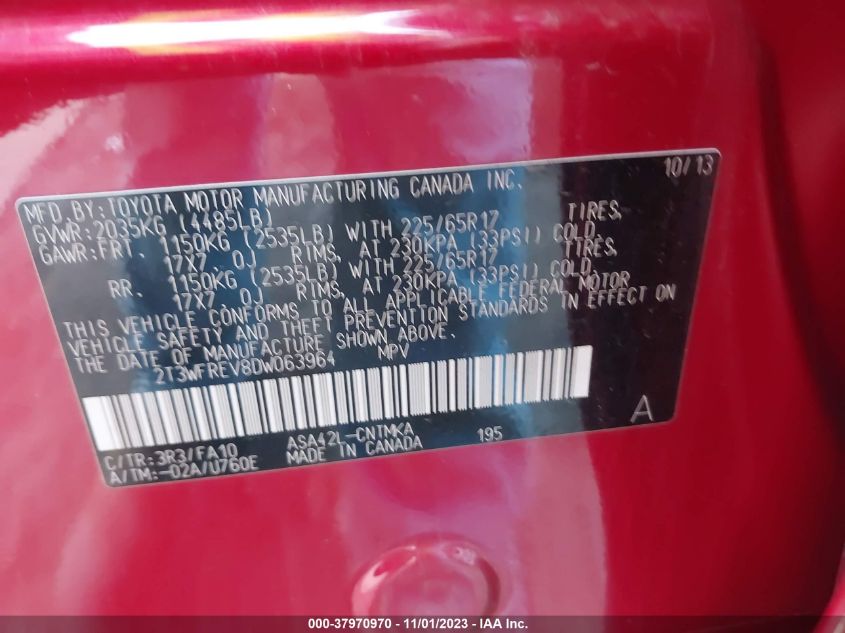 10/13
MFD.BY:TOYOTA MOTOR MANUFACTURING CANADA INC.
GVWR:2035KG (4485LB)
GAWR:FRT. 1150KG (2535LB) WITH 225/65R17 TIRES,
17X7.0J RIMS, AT 230KPA (33PSI) COLD.
RR. 1150KG (2535LB) WITH 225/65R17 TIRES,
17X7.0J RIMS, AT 230KPA (33PSI) COLD.
THIS VEHICLE CONFORMS TO ALL APPLICABLE FEDERAL MOTOR
VEHICLE SAFETY AND THEFT PREVENTION STANDARDS IN EFFECT ON
THE DATE OF MANUFACTURE SHOWN ABOVE.
2T3WFREV8DW063964 MPV
A
C/TR:3R3/FA10 ASA42L-CNTMKA 195
A/TM:-02A/U760E MADE IN CANADA
000-37970970 - 11/01/2023 - IAA Inc.